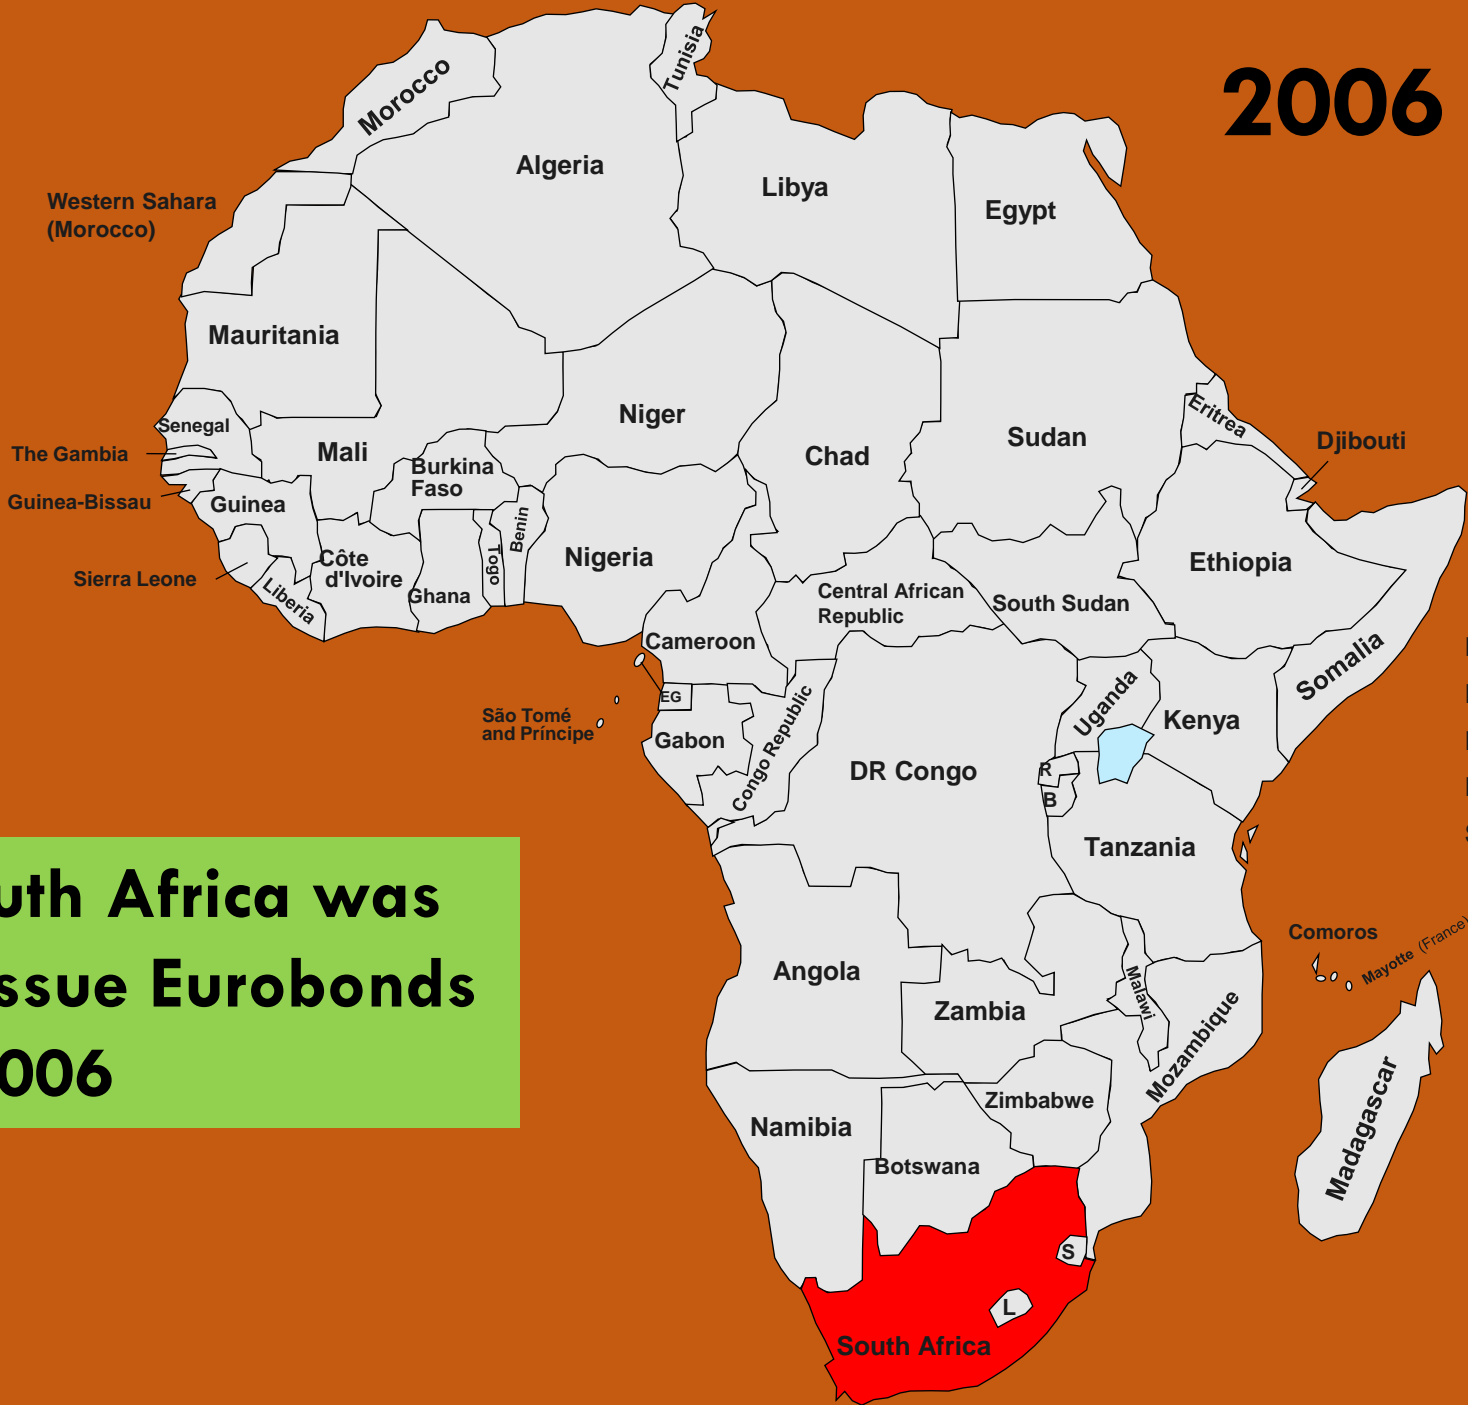 2006
Tunisia
Morocco
Algeria
Libya
Egypt
Western Sahara
(Morocco)
Mauritania
Niger
Mali
Chad
Sudan
Eritrea
Djibouti
Senegal
The Gambia
Guinea-Bissau
Guinea
Burkina
Faso
Benin
Togo
Nigeria
Sierra Leone
Liberia
Côte
d'Ivoire
Ghana
Ethiopia
Central African
Republic
South Sudan
Cameroon
Somalia
EG
São Tomé
and Príncipe
Gabon
Congo Republic
DR Congo
Uganda
Kenya
R
B
Tanzania
uth Africa was
ssue Eurobonds
006
Comoros
Mayotte (France)
Angola
Zambia
Malawi
Mozambique
Madagascar
Namibia
Zimbabwe
Botswana
S
L
South Africa